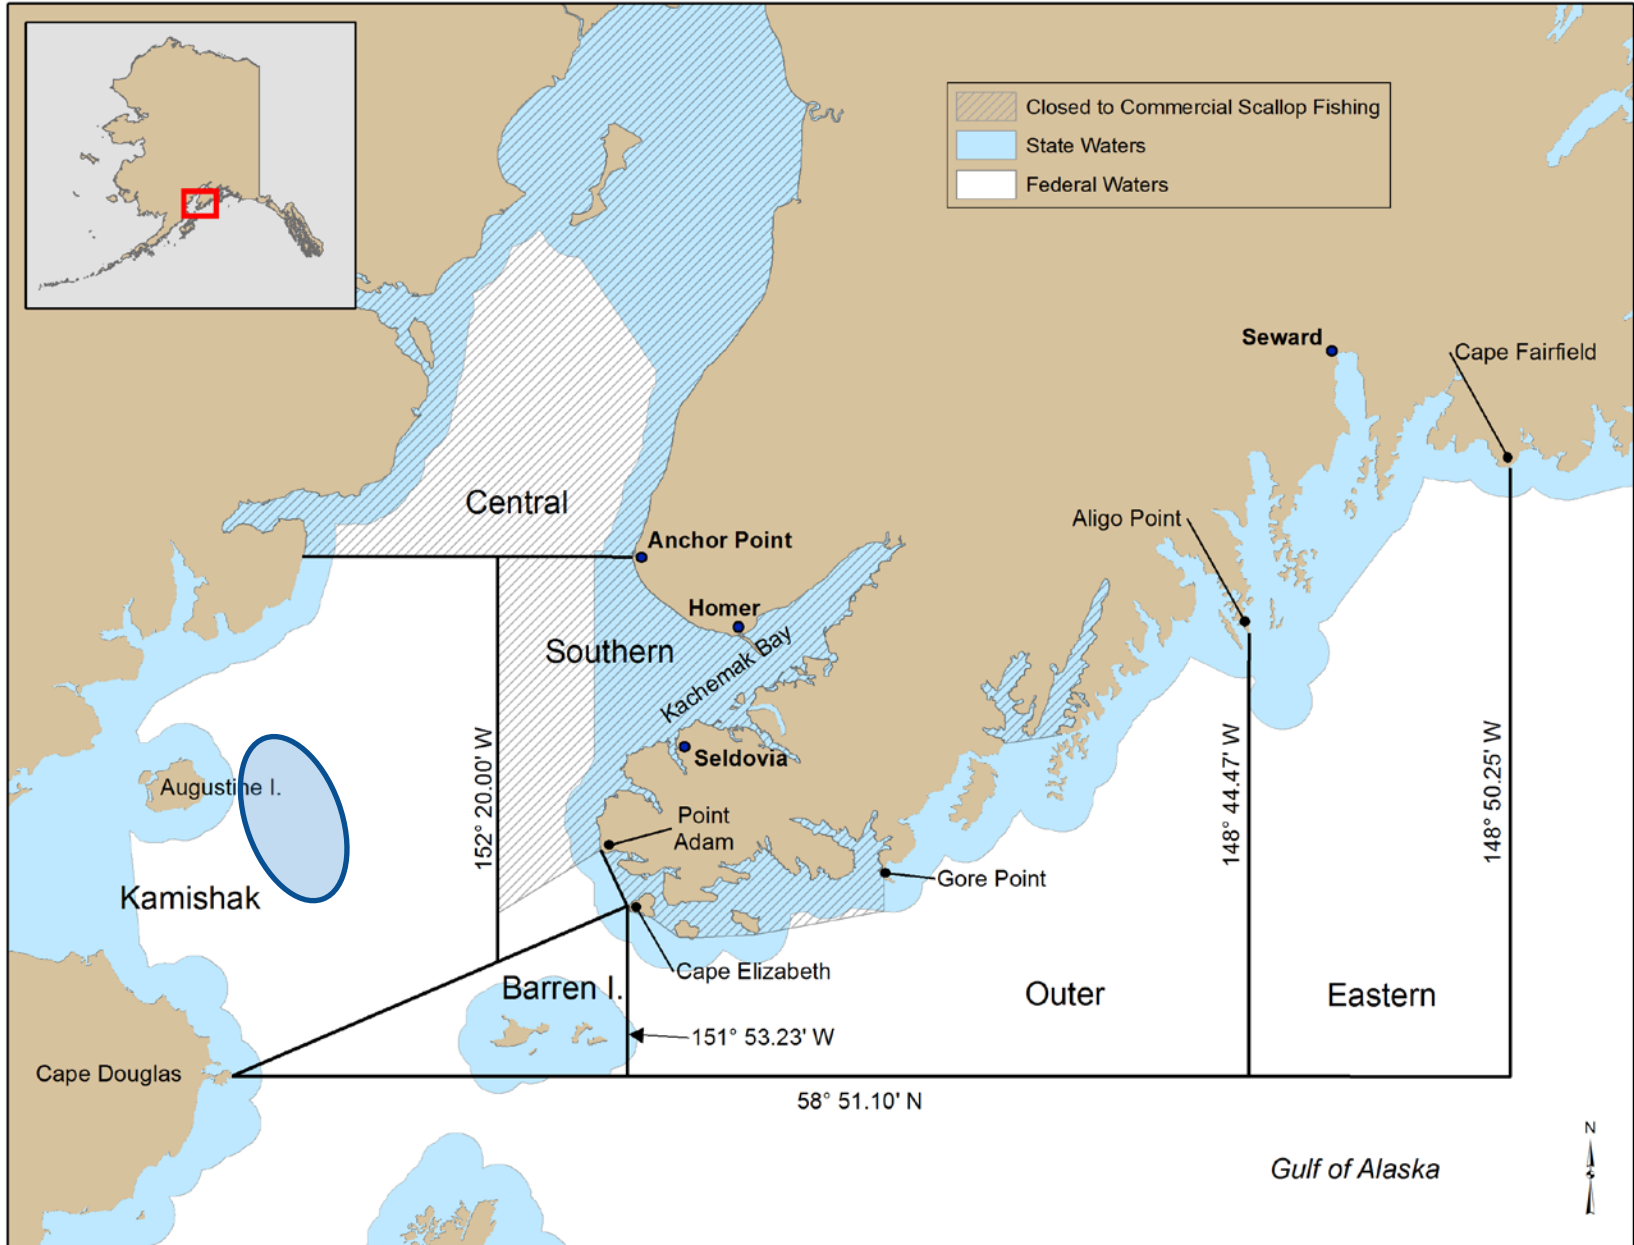 Closed to Commercial Scallop Fishing
State Waters
Federal Waters
Seward
Cape Fairfield
Central
Aligo Point
Anchor Point
Homer
Southern
Kachemak Bay
152° 20.00' W
148° 44.47' W
148° 50.25' W
Seldovia
Augustine I.
Point
Adam
Kamishak
Gore Point
Cape Elizabeth
Barren I.
Outer
Eastern
151° 53.23' W
Cape Douglas
58° 51.10' N
N
Gulf of Alaska